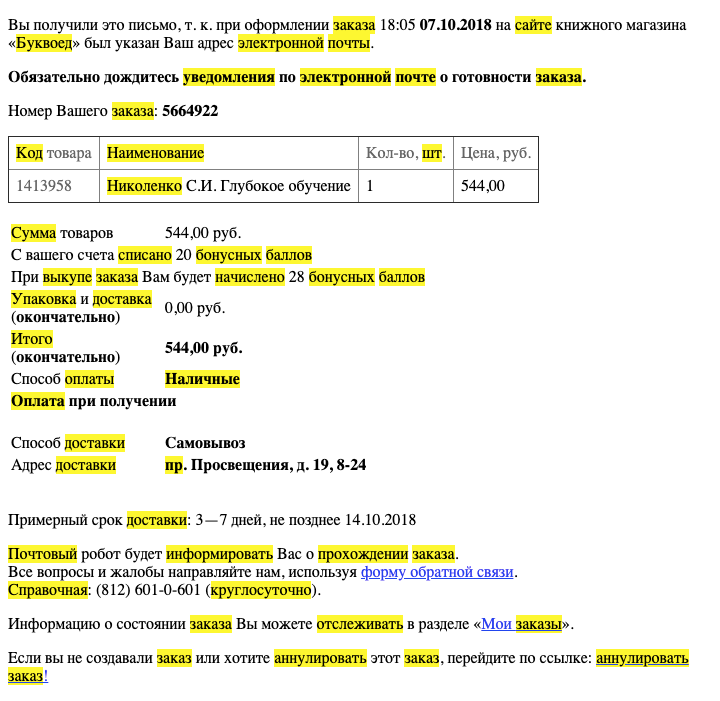 Вы получили это письмо, т. к. при оформлении заказа 18:05 07.10.2018 на сайте книжного магазина
«Буквоед» был указан Ваш адрес электронной почты.
Обязательно дождитесь уведомления по электронной почте о готовности заказа.
Номер Вашего заказа: 5664922
Код товара Наименование Кол-во, шт. Цена, руб.
1413958 Николенко С.И. Глубокое обучение 1 544,00
Сумма товаров 544,00 руб.
С вашего счета списано 20 бонусных баллов
При выкупе заказа Вам будет начислено 28 бонусных баллов
Упаковка и доставка
(окончательно) 0,00 руб.
Итого
(окончательно) 544,00 руб.
Способ оплаты Наличные
Оплата при получении
Способ доставки Самовывоз
Адрес доставки пр. Просвещения, д. 19, 8-24
Примерный срок доставки: 3—7 дней, не позднее 14.10.2018
Почтовый робот будет информировать Вас о прохождении заказа.
Все вопросы и жалобы направляйте нам, используя форму обратной связи.
Справочная: (812) 601-0-601 (круглосуточно).
Информацию о состоянии заказа Вы можете отслеживать в разделе «Мои заказы».
Если вы не создавали заказ или хотите аннулировать этот заказ, перейдите по ссылке: аннулировать
заказ!